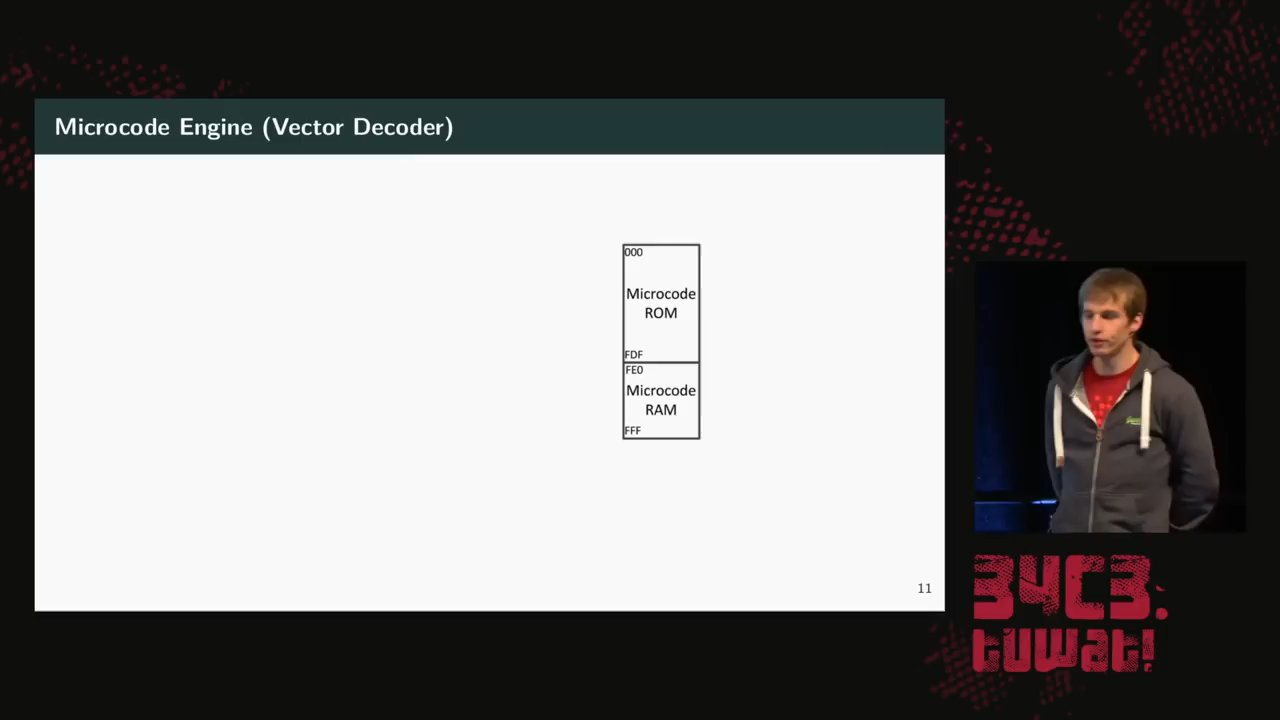 Microcode Engine (Vector Decoder)
000
Microcode
ROM
FDF
FE0
Microcode
RAM
FFF
11
34C3.
tuwat!